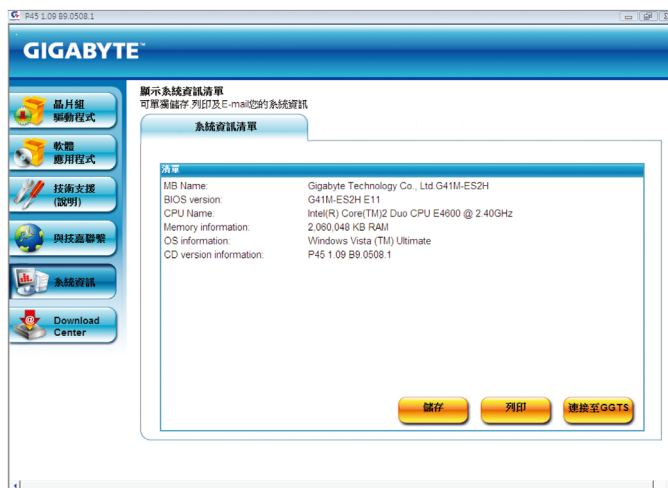 P45 1.09 B9.0508.1
GIGABYTE™
顯示系統資訊清單
可單獨儲存.列印及E-mail您的系統資訊
系統資訊清單
晶片組
驅動程式
軟體
應用程式
技術支援
(說明)
與技嘉聯繫
系統資訊
Download
Center
清單
MB Name: Gigabyte Technology Co., Ltd.G41M-ES2H
BIOS version: G41M-ES2H E11
CPU Name: Intel(R) Core(TM)2 Duo CPU E4600 @ 2.40GHz
Memory information: 2,060,048 KB RAM
OS information: Windows Vista (TM) Ultimate
CD version information: P45 1.09 B9.0508.1
儲存 列印 連接至GGTS